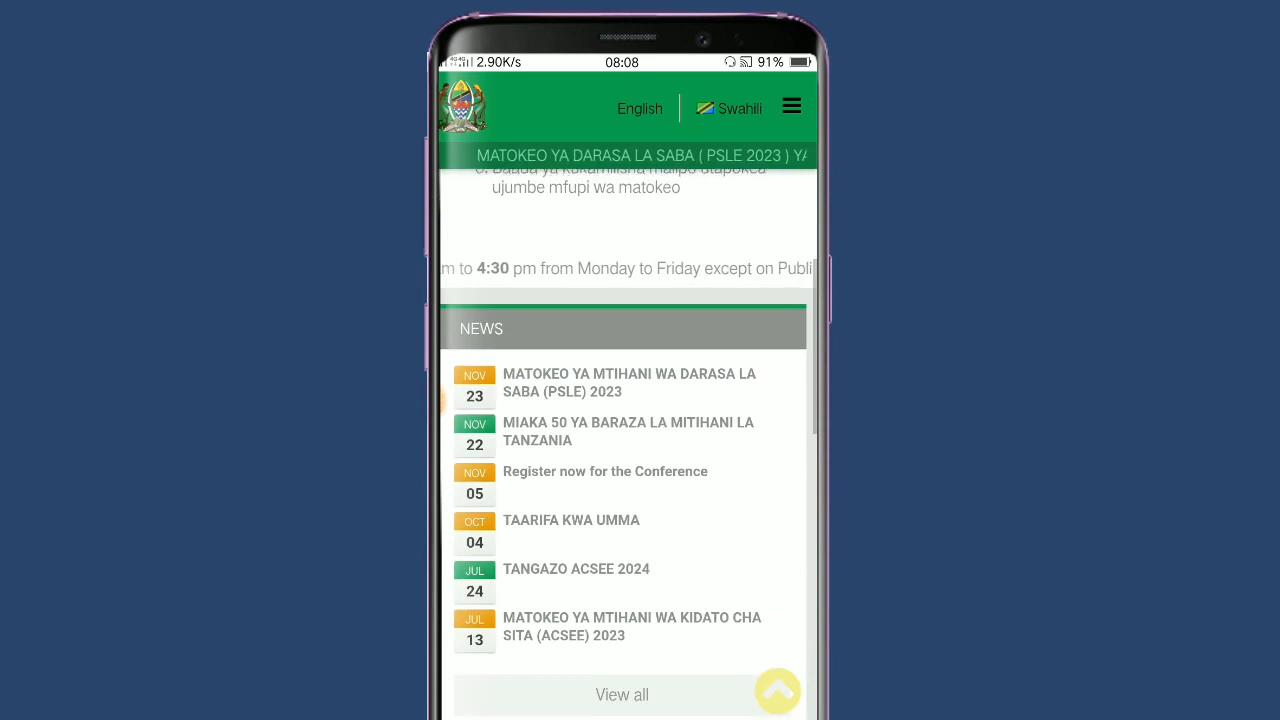 2.90K/s 08:08 91%
English Swahili
MATOKEO YA DARASA LA SABA ( PSLE 2023 ) YA
ujumbe mfupi wa matokeo
to 4:30 pm from Monday to Friday except on Publi
NEWS
NOV
23
MATOKEO YA MTIHANI WA DARASA LA
SABA (PSLE) 2023
NOV
22
MIAKA 50 YA BARAZA LA MITIHANI LA
TANZANIA
NOV
05
Register now for the Conference
OCT
04
TAARIFA KWA UMMA
JUL
24
TANGAZO ACSEE 2024
JUL
13
MATOKEO YA MTIHANI WA KIDATO CHA
SITA (ACSEE) 2023
View all